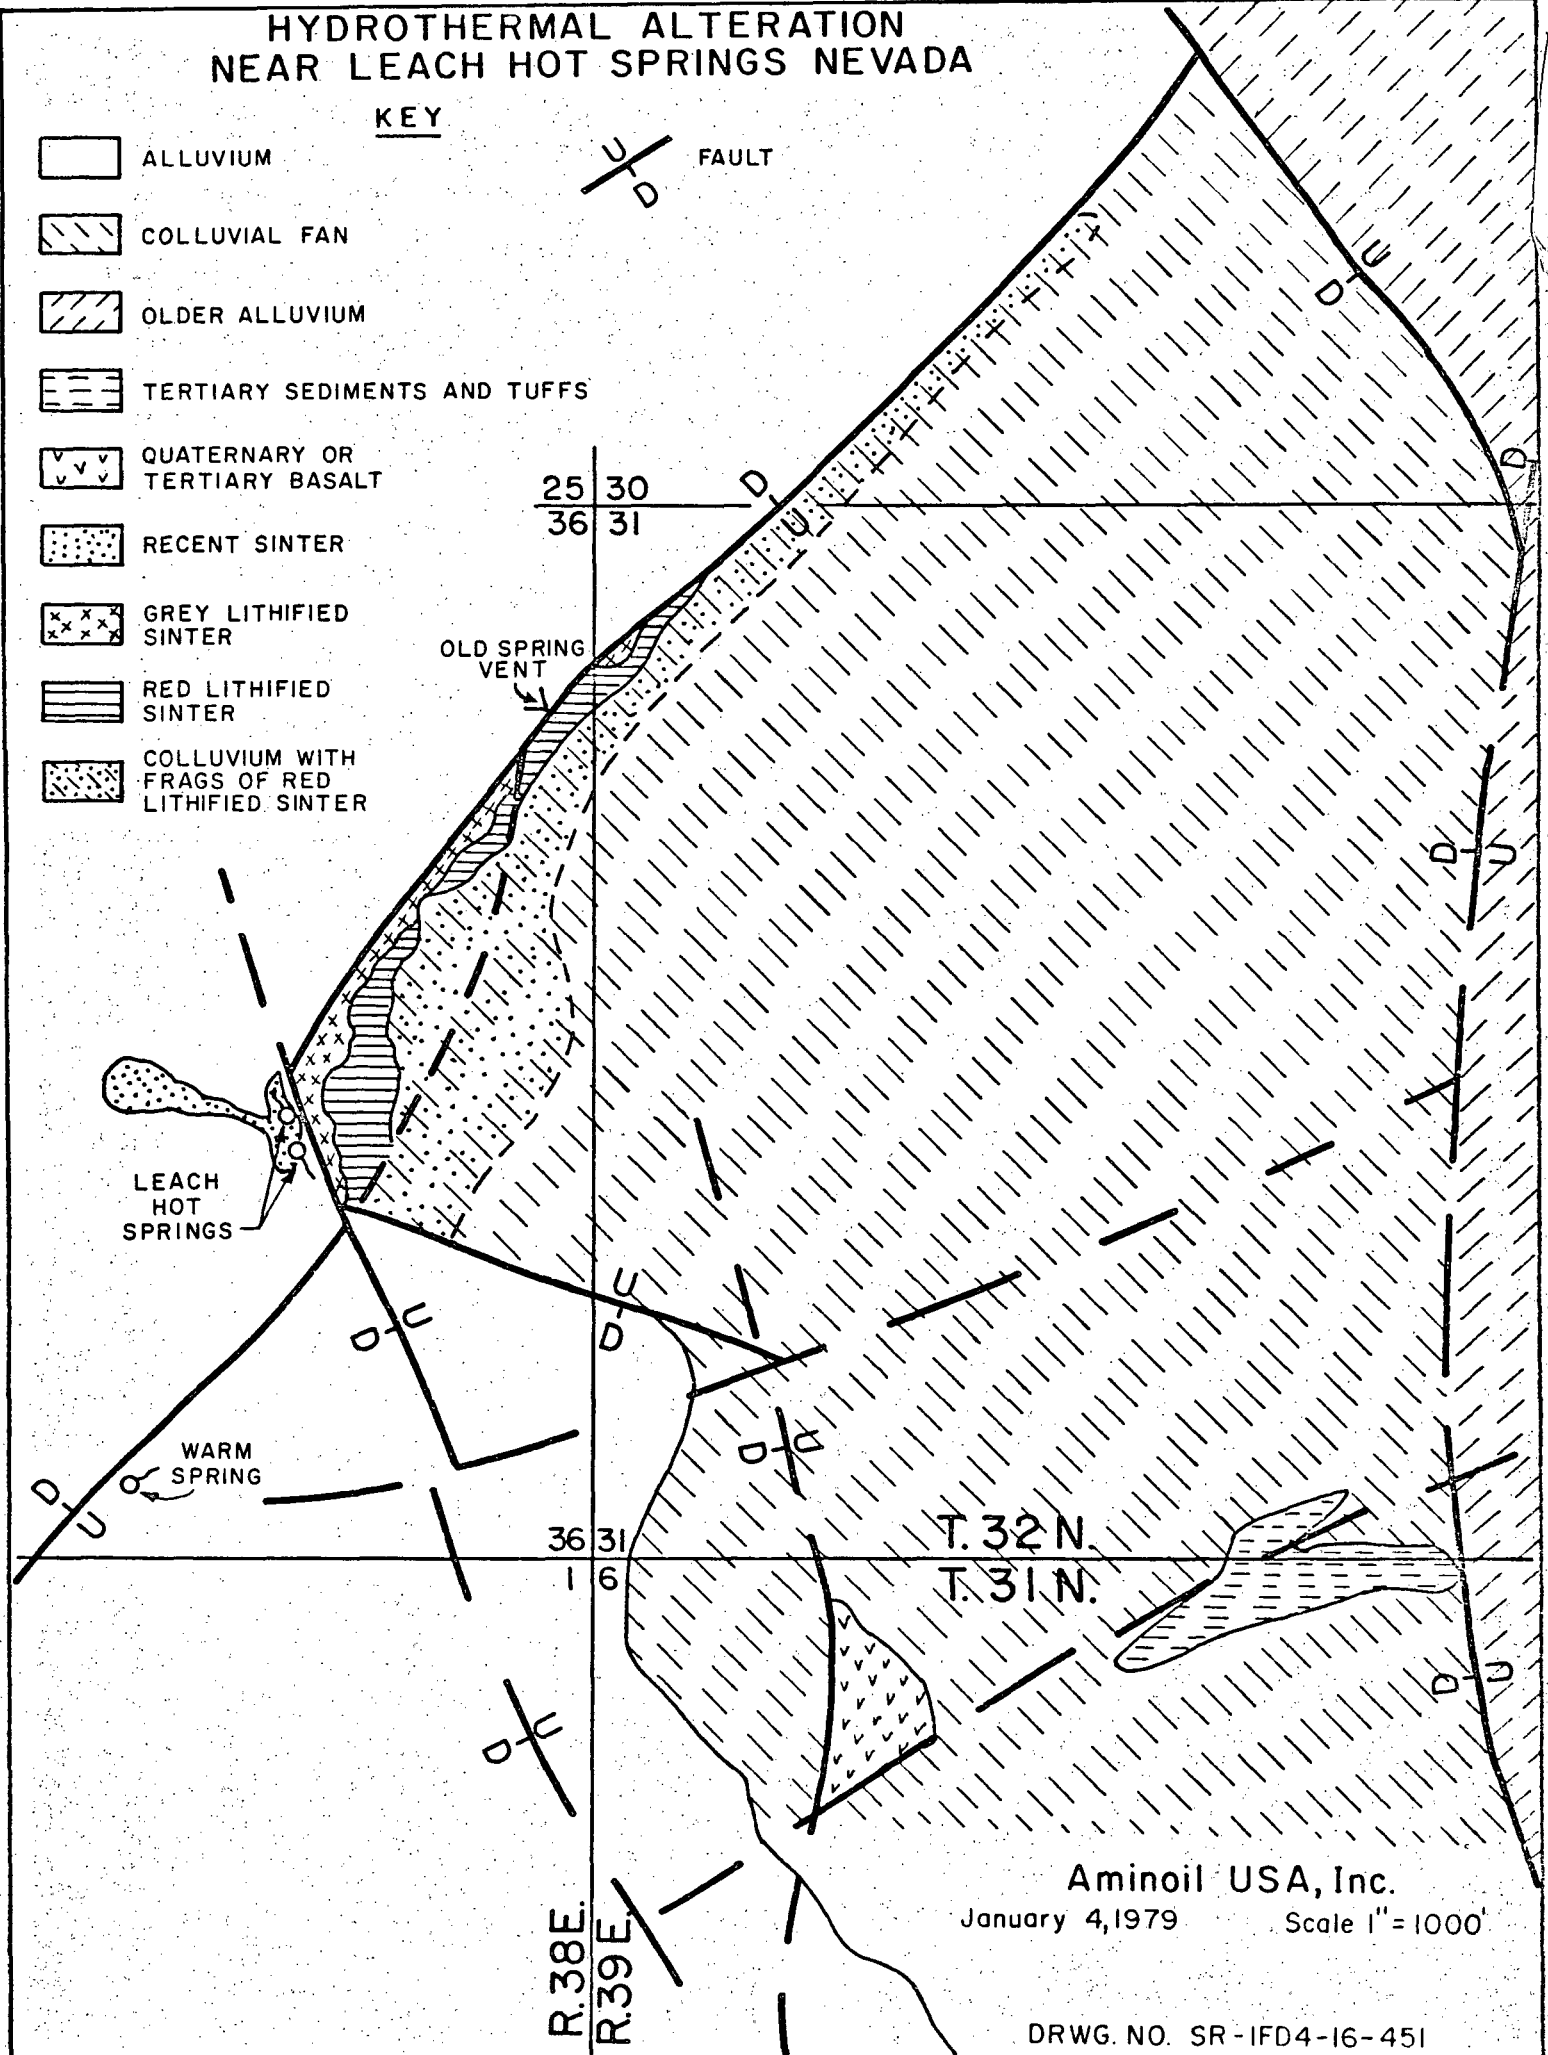 HYDROTHERMAL ALTERATION
NEAR LEACH HOT SPRINGS NEVADA
KEY
ALLUVIUM
COLLUVIAL FAN
OLDER ALLUVIUM
TERTIARY SEDIMENTS AND TUFFS
QUATERNARY OR
TERTIARY BASALT
RECENT SINTER
GREY LITHIFIED
SINTER
RED LITHIFIED
SINTER
COLLUVIUM WITH
FRAGS OF RED
LITHIFIED SINTER
U
D
FAULT
U
D
D
25 30
36 31
D
U
OLD SPRING
VENT
D U
LEACH
HOT
SPRINGS
U
D
D U
D U
WARM
SPRING
D
U
36 31
1 6
T. 32 N.
T. 31 N.
D U
D U
R. 38 E.
R. 39 E.
Aminoil USA, Inc.
January 4, 1979 Scale 1" = 1000'
DRWG. NO. SR-IFD4-16-451